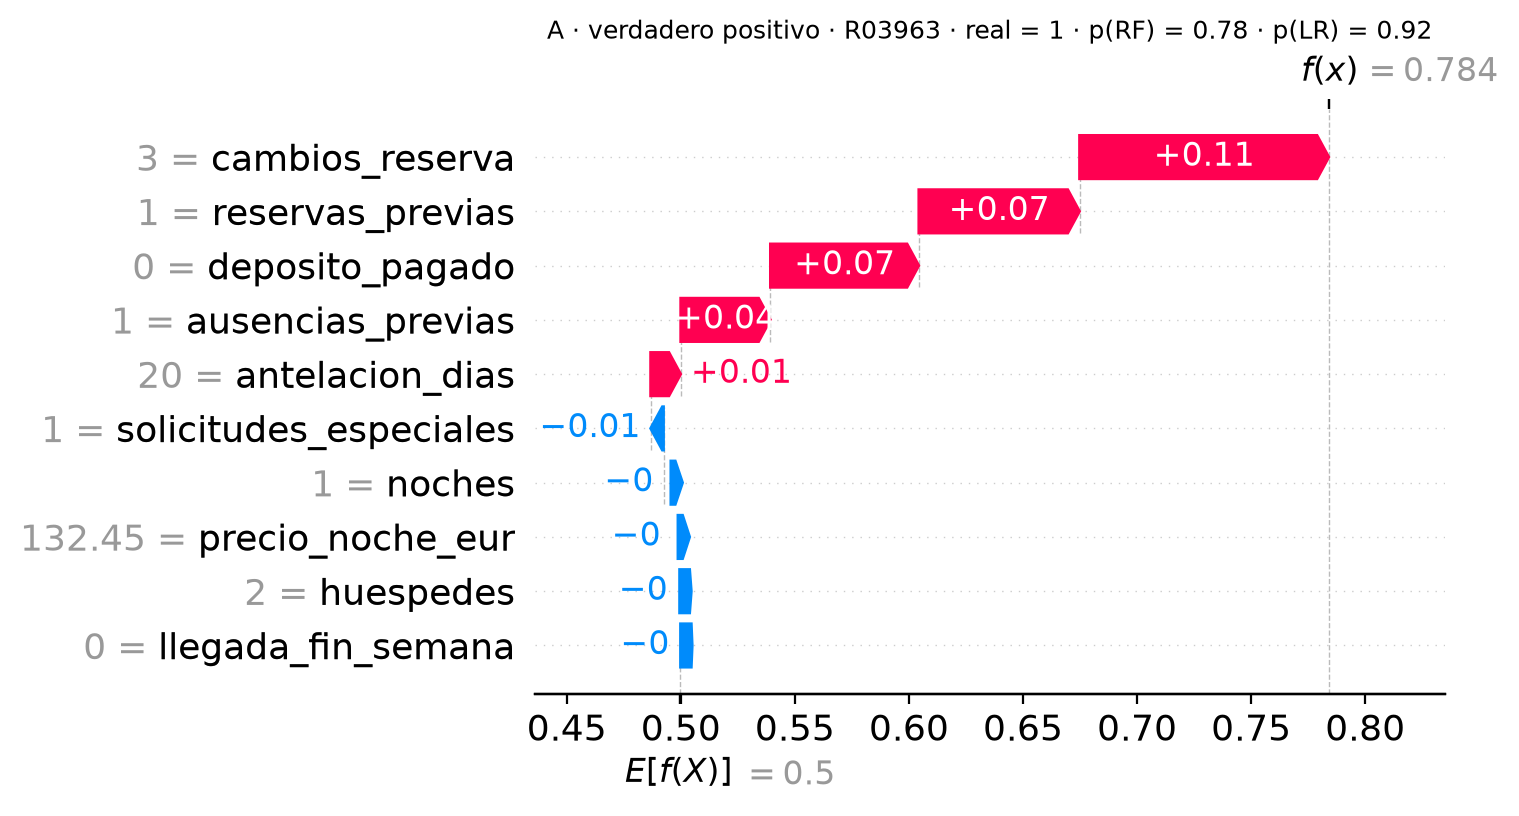 A · verdadero positivo · R03963 · real = 1 · p(RF) = 0.78 · p(LR) = 0.92
f(x) = 0.784
3 = cambios_reserva +0.11
1 = reservas_previas +0.07
0 = deposito_pagado +0.07
1 = ausencias_previas +0.04
20 = antelacion_dias +0.01
1 = solicitudes_especiales −0.01
1 = noches −0
132.45 = precio_noche_eur −0
2 = huespedes −0
0 = llegada_fin_semana −0
0.45 0.50 0.55 0.60 0.65 0.70 0.75 0.80
E[f(X)] = 0.5